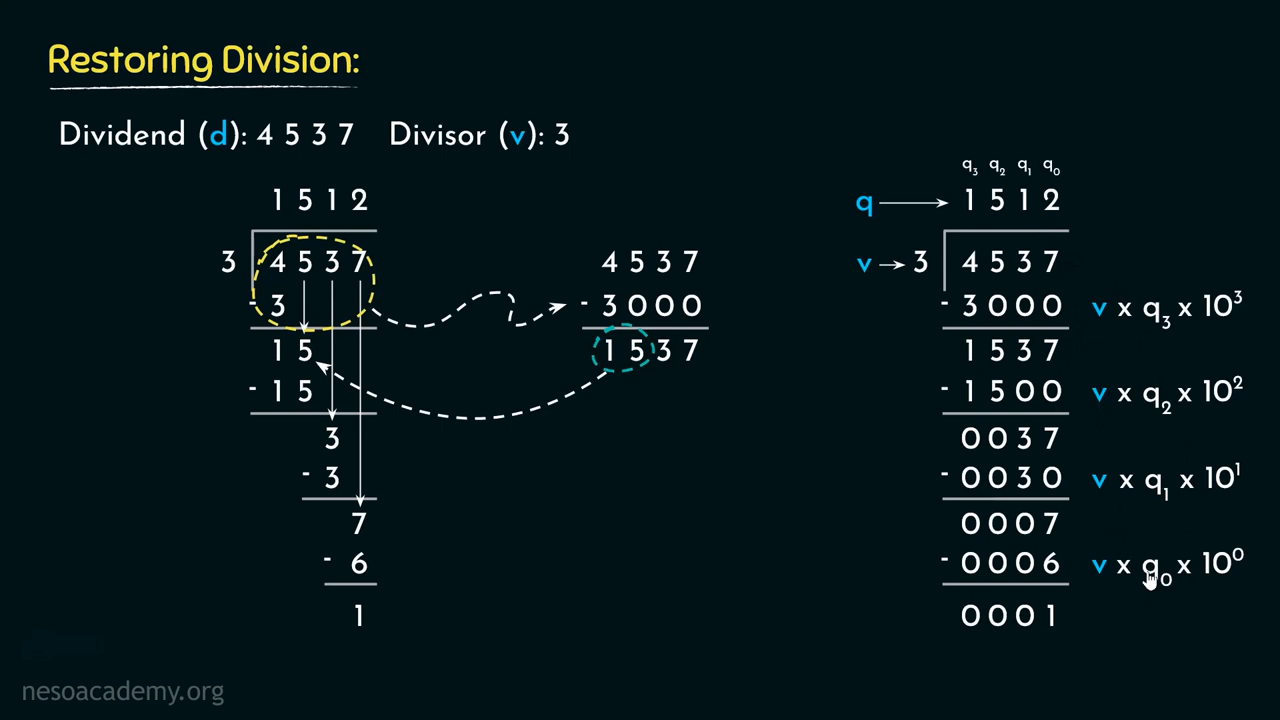 Restoring Division:
Dividend (d): 4 5 3 7 Divisor (v): 3
1 5 1 2
3 4 5 3 7
- 3
1 5
- 1 5
3
- 3
7
- 6
1
4 5 3 7
- 3 0 0 0
1 5 3 7
q₃ q₂ q₁ q₀
q 1 5 1 2
v 3 4 5 3 7
- 3 0 0 0 v x q₃ x 10³
1 5 3 7
- 1 5 0 0 v x q₂ x 10²
0 0 3 7
- 0 0 3 0 v x q₁ x 10¹
0 0 0 7
- 0 0 0 6 v x q₀ x 10⁰
0 0 0 1
nesoacademy.org